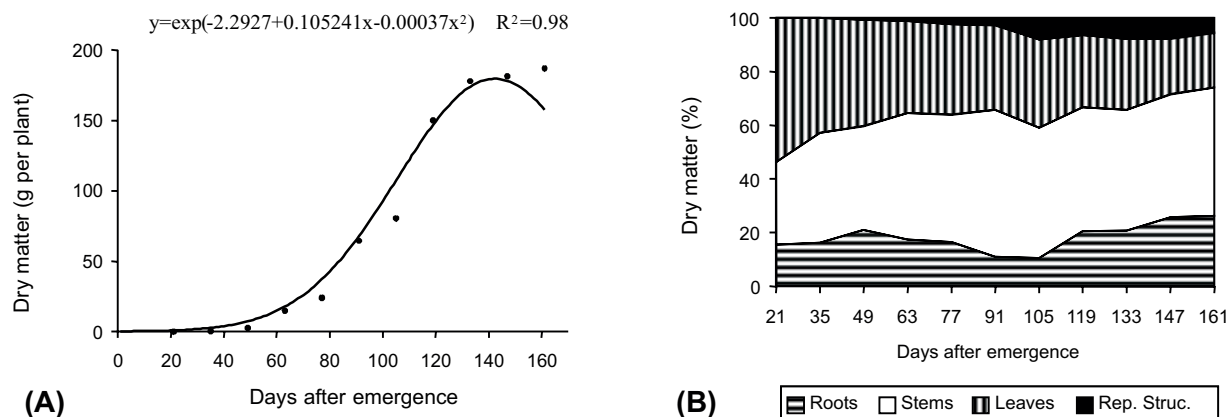 y=exp(-2.2927+0.105241x-0.00037x²) R²=0.98
Dry matter (g per plant)
200
150
100
50
0
0 20 40 60 80 100 120 140 160
Days after emergence
(A)
Dry matter (%)
100
80
60
40
20
0
21 35 49 63 77 91 105 119 133 147 161
Days after emergence
(B)
Roots Stems Leaves Rep. Struc.